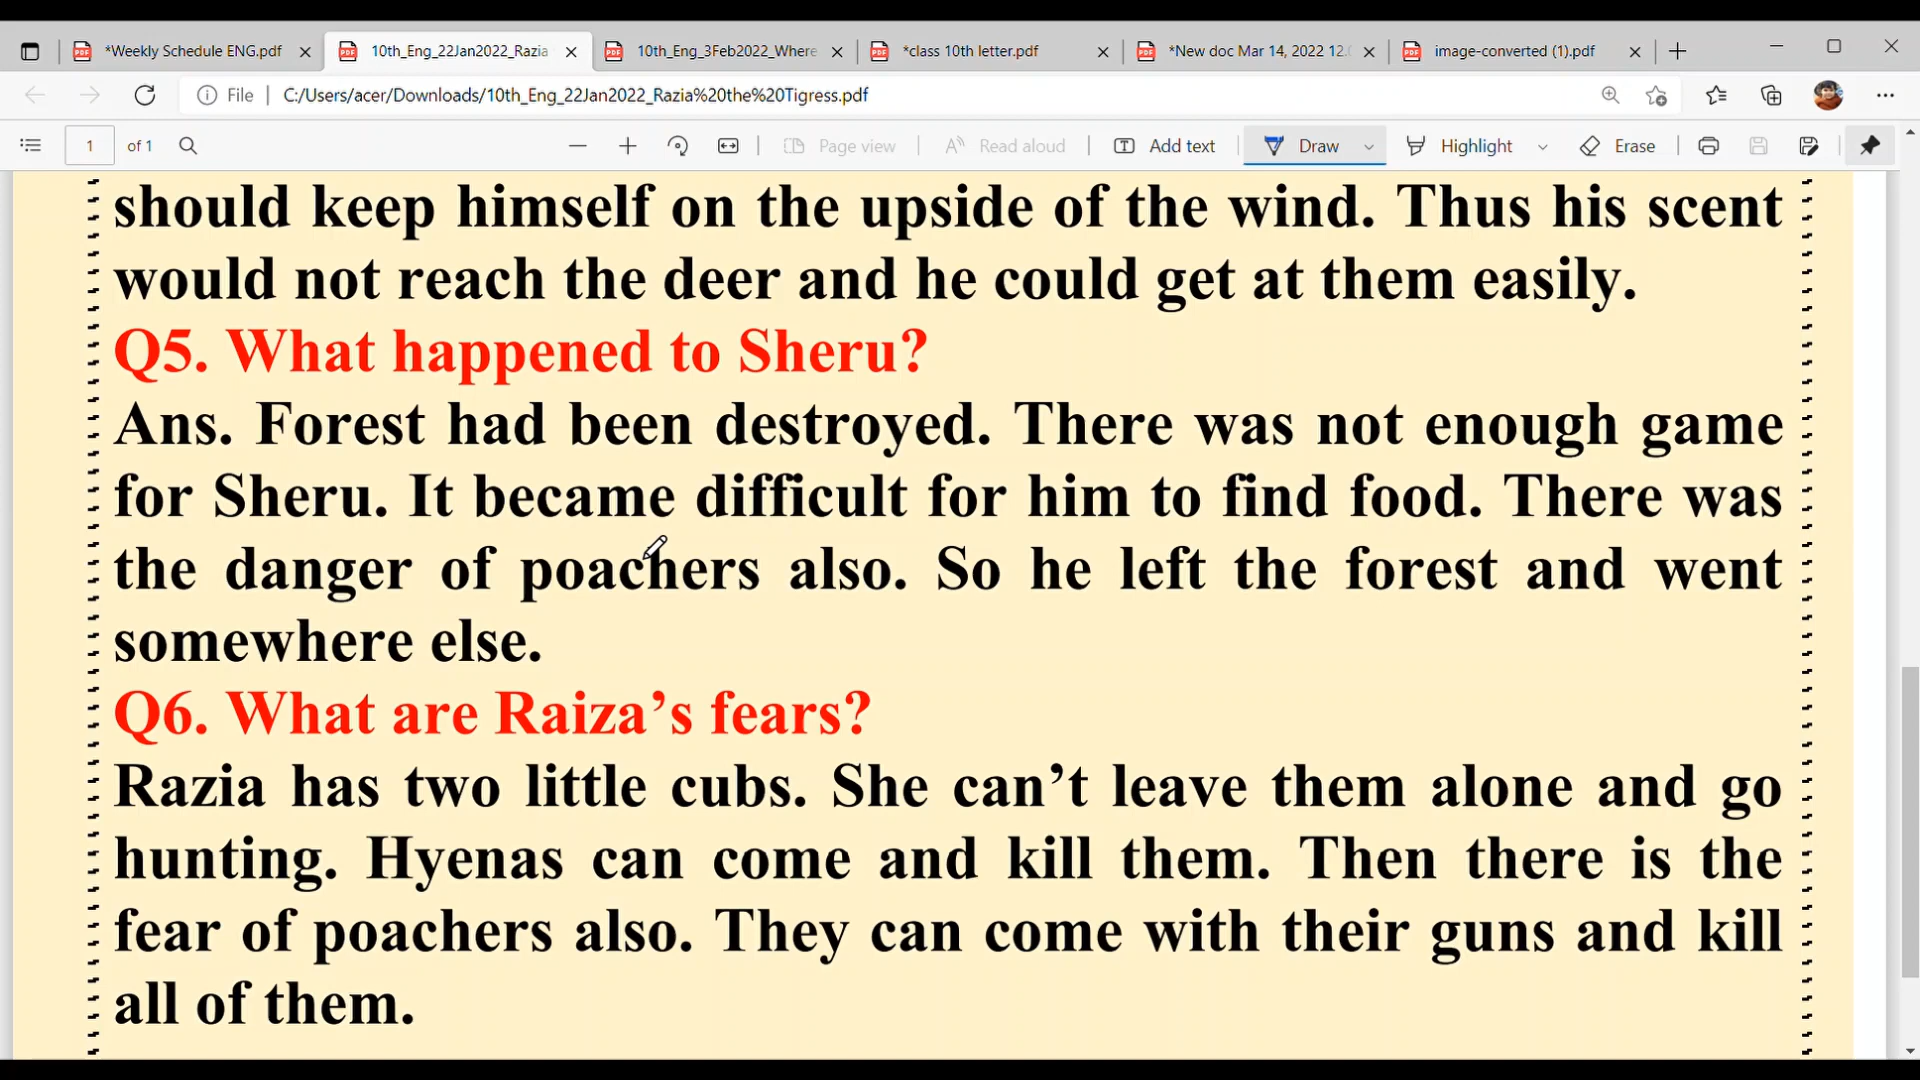 *Weekly Schedule ENG.pdf
10th_Eng_22Jan2022_Razia
10th_Eng_3Feb2022_Where
*class 10th letter.pdf
*New doc Mar 14, 2022 12.
image-converted (1).pdf
File
C:/Users/acer/Downloads/10th_Eng_22Jan2022_Razia%20the%20Tigress.pdf
1 of 1
Page view
Read aloud
Add text
Draw
Highlight
Erase
should keep himself on the upside of the wind. Thus his scent
would not reach the deer and he could get at them easily.
Q5. What happened to Sheru?
Ans. Forest had been destroyed. There was not enough game
for Sheru. It became difficult for him to find food. There was
the danger of poachers also. So he left the forest and went
somewhere else.
Q6. What are Raiza’s fears?
Razia has two little cubs. She can’t leave them alone and go
hunting. Hyenas can come and kill them. Then there is the
fear of poachers also. They can come with their guns and kill
all of them.